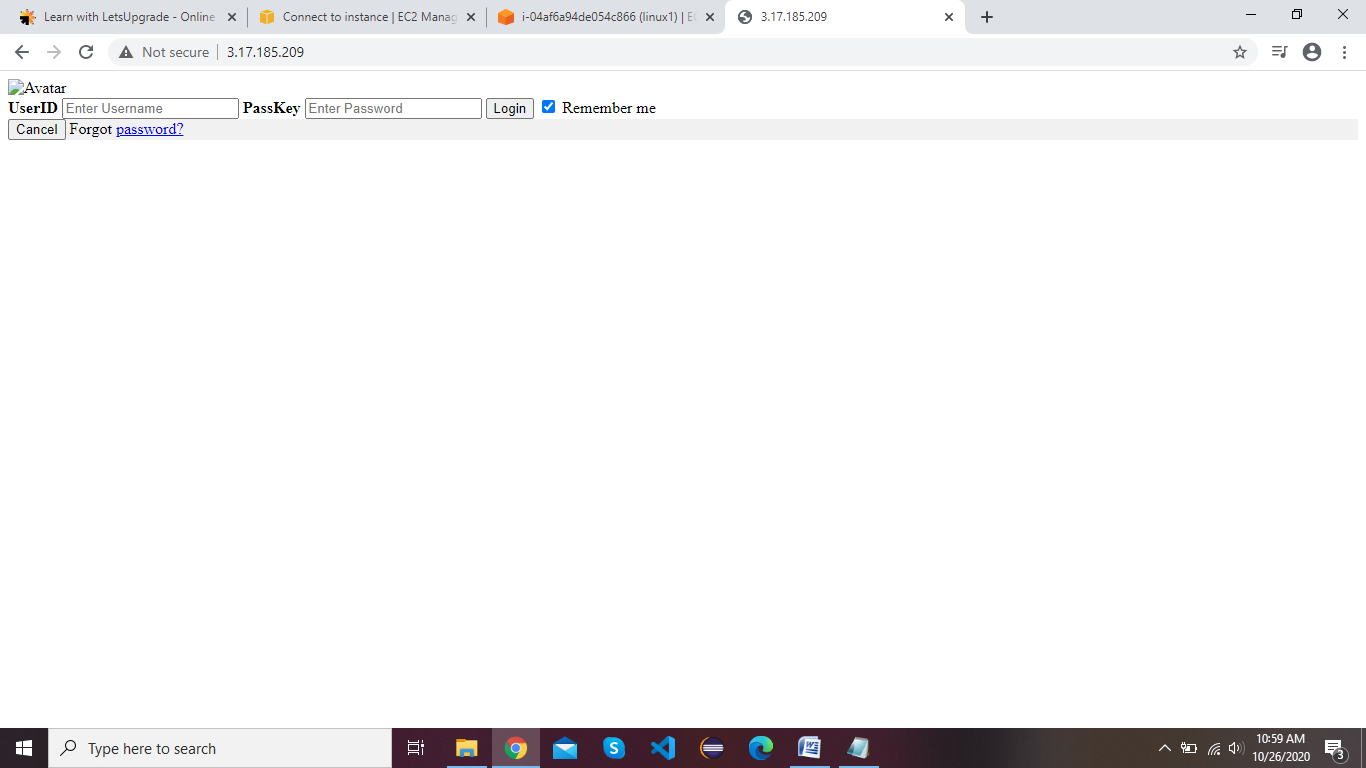 Learn with LetsUpgrade - Online
Connect to instance | EC2 Manag
i-04af6a94de054c866 (linux1) | EC
3.17.185.209
Not secure
3.17.185.209
Avatar
UserID Enter Username PassKey Enter Password Login Remember me
Cancel Forgot password?
Type here to search
10:59 AM
10/26/2020
3